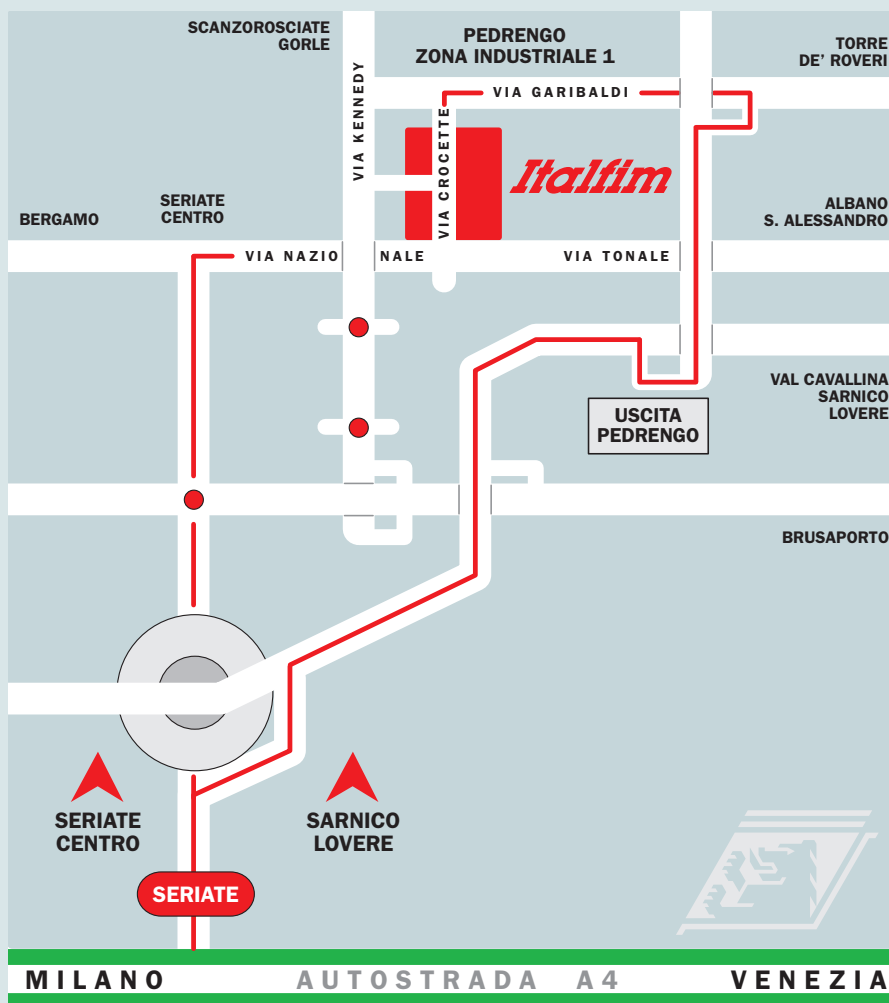 SCANZOROSCIATE
GORLE
PEDRENGO
ZONA INDUSTRIALE 1
TORRE
DE' ROVERI
VIA KENNEDY
VIA GARIBALDI
VIA CROCETTE
Italfim
BERGAMO
SERIATE
CENTRO
ALBANO
S. ALESSANDRO
VIA NAZIO NALE
VIA TONALE
VAL CAVALLINA
SARNICO
LOVERE
USCITA
PEDRENGO
BRUSAPORTO
SERIATE
CENTRO
SARNICO
LOVERE
SERIATE
MILANO AUTOSTRADA A4 VENEZIA